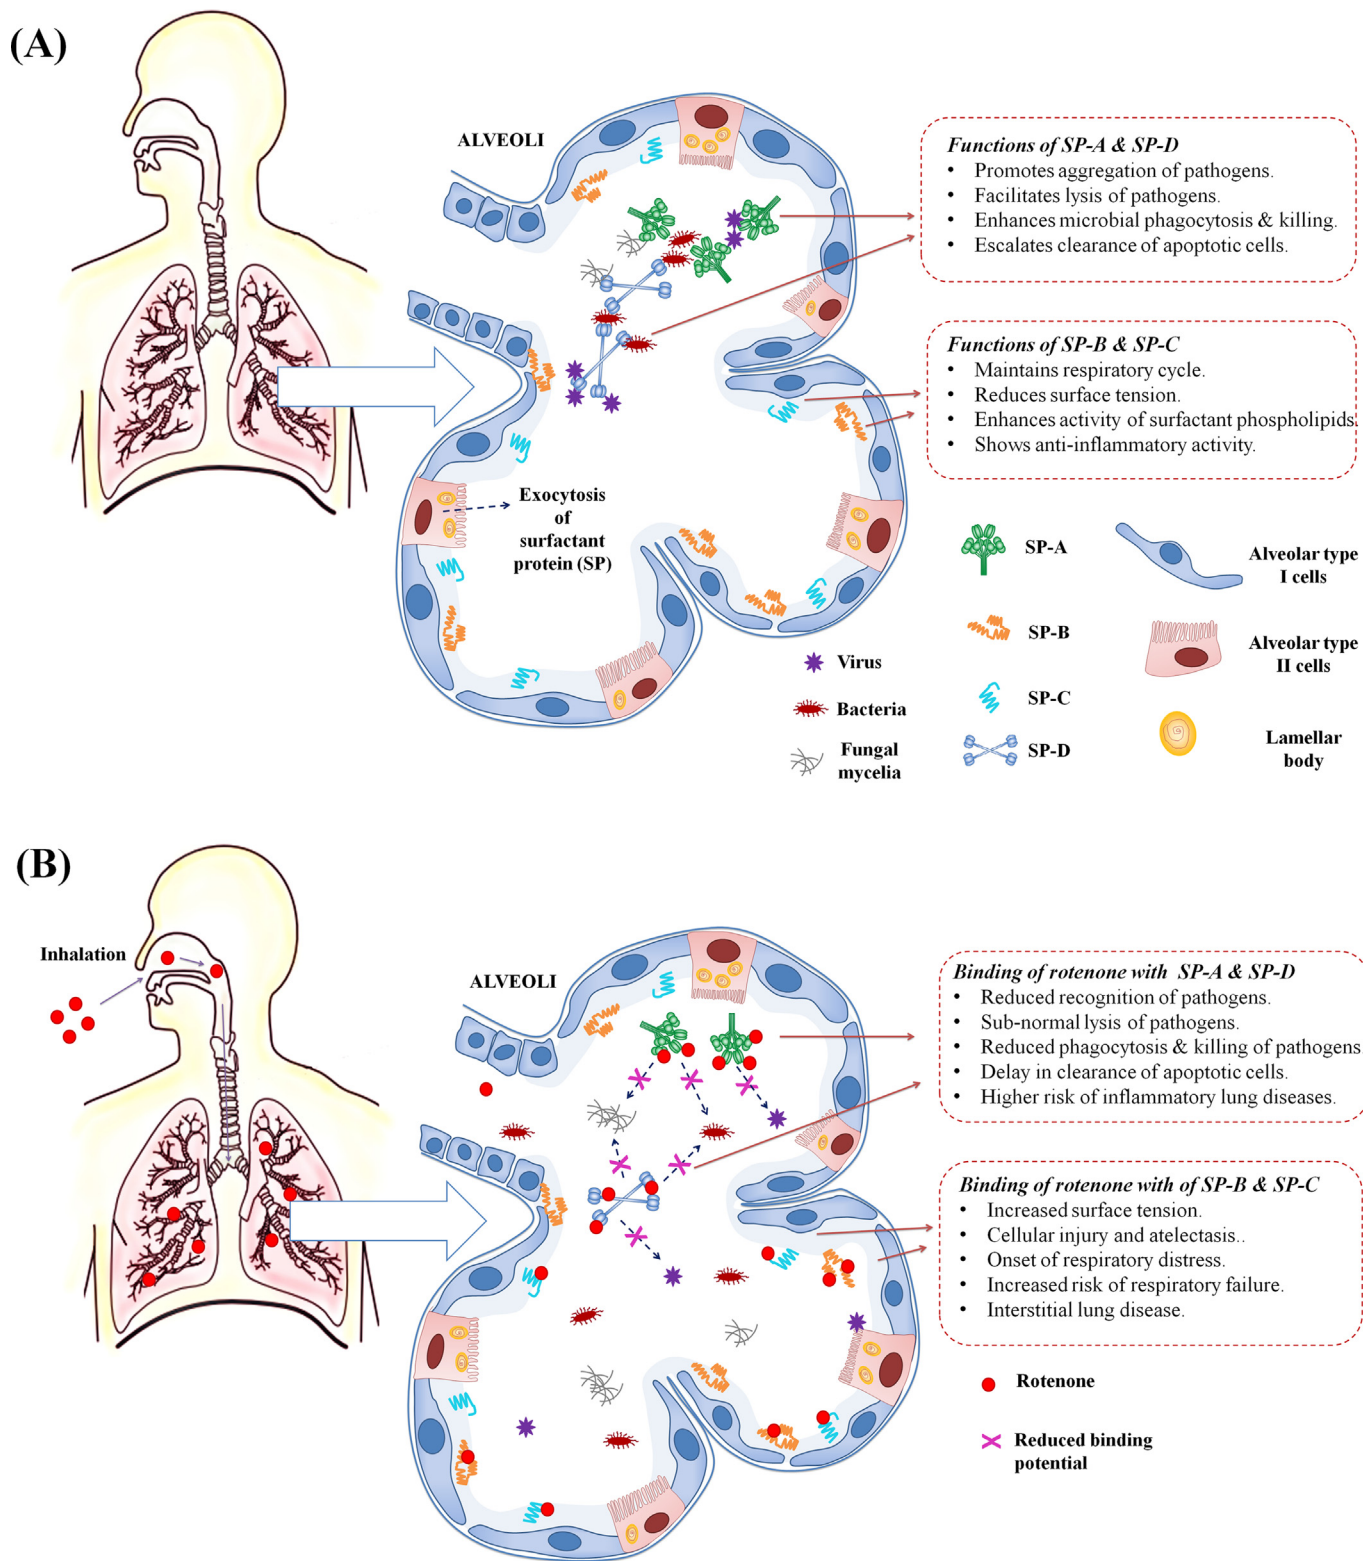 (A)
ALVEOLI
Functions of SP-A & SP-D
• Promotes aggregation of pathogens.
• Facilitates lysis of pathogens.
• Enhances microbial phagocytosis & killing.
• Escalates clearance of apoptotic cells.
Functions of SP-B & SP-C
• Maintains respiratory cycle.
• Reduces surface tension.
• Enhances activity of surfactant phospholipids.
• Shows anti-inflammatory activity.
Exocytosis
of
surfactant
protein (SP)
Virus
Bacteria
Fungal
mycelia
SP-A
SP-B
SP-C
SP-D
Alveolar type
I cells
Alveolar type
II cells
Lamellar
body
(B)
Inhalation
ALVEOLI
Binding of rotenone with SP-A & SP-D
• Reduced recognition of pathogens.
• Sub-normal lysis of pathogens.
• Reduced phagocytosis & killing of pathogens
• Delay in clearance of apoptotic cells.
• Higher risk of inflammatory lung diseases.
Binding of rotenone with of SP-B & SP-C
• Increased surface tension.
• Cellular injury and atelectasis..
• Onset of respiratory distress.
• Increased risk of respiratory failure.
• Interstitial lung disease.
Rotenone
Reduced binding
potential